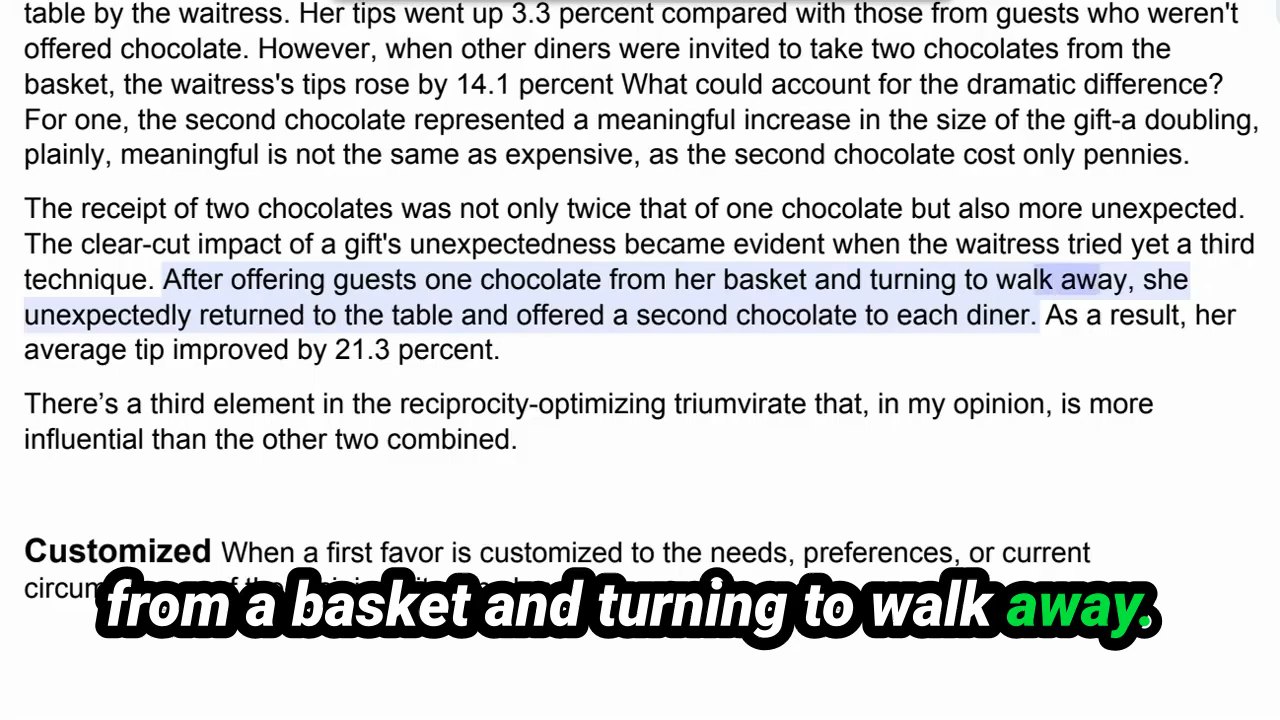 table by the waitress. Her tips went up 3.3 percent compared with those from guests who weren't
offered chocolate. However, when other diners were invited to take two chocolates from the
basket, the waitress's tips rose by 14.1 percent What could account for the dramatic difference?
For one, the second chocolate represented a meaningful increase in the size of the gift-a doubling,
plainly, meaningful is not the same as expensive, as the second chocolate cost only pennies.
The receipt of two chocolates was not only twice that of one chocolate but also more unexpected.
The clear-cut impact of a gift's unexpectedness became evident when the waitress tried yet a third
technique. After offering guests one chocolate from her basket and turning to walk away, she
unexpectedly returned to the table and offered a second chocolate to each diner. As a result, her
average tip improved by 21.3 percent.
There’s a third element in the reciprocity-optimizing triumvirate that, in my opinion, is more
influential than the other two combined.
Customized When a first favor is customized to the needs, preferences, or current
from a basket and turning to walk away.